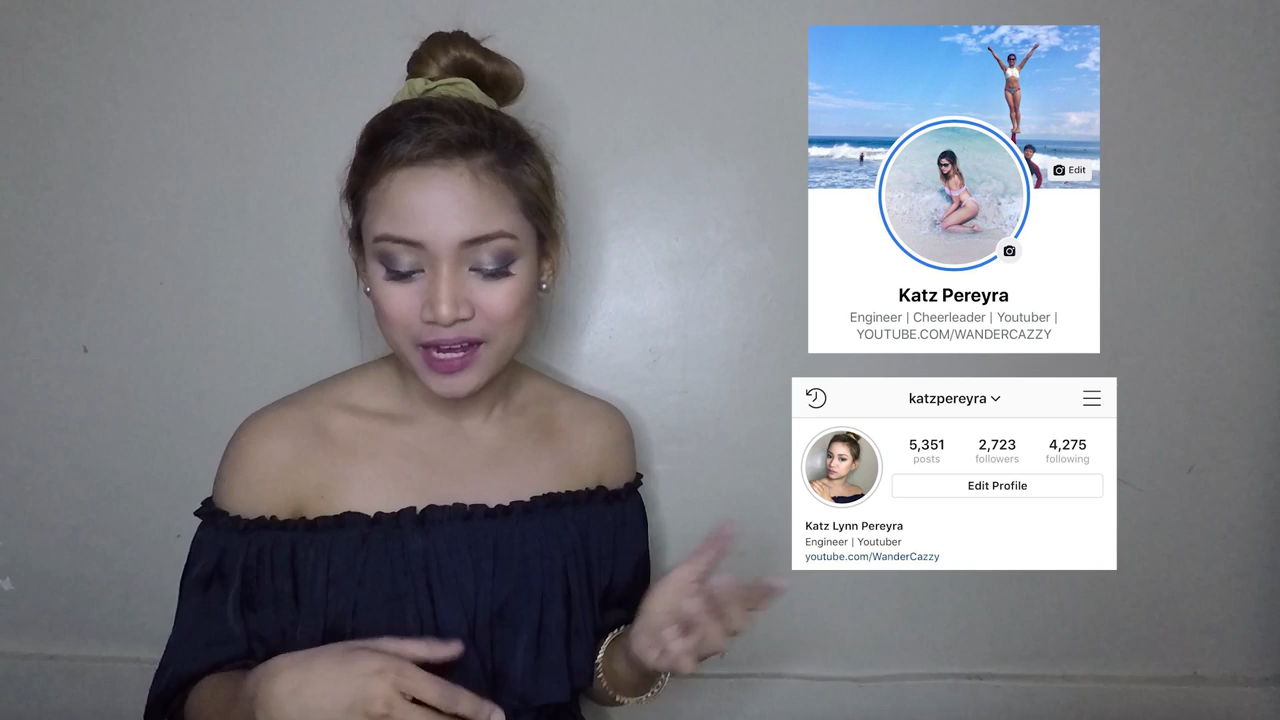 Edit
Katz Pereyra
Engineer | Cheerleader | Youtuber |
YOUTUBE.COM/WANDERCAZZY
katzpereyra
5,351 2,723 4,275
posts followers following
Edit Profile
Katz Lynn Pereyra
Engineer | Youtuber
youtube.com/WanderCazzy